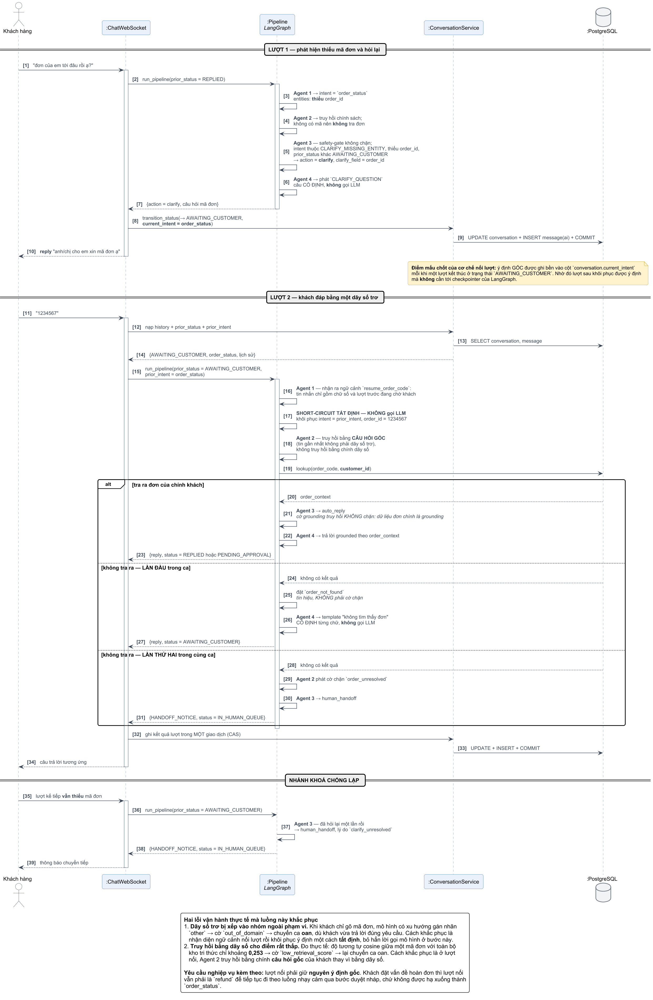 Khách hàng
:ChatWebSocket
:Pipeline
LangGraph
:ConversationService
:PostgreSQL
LƯỢT 1 — phát hiện thiếu mã đơn và hỏi lại
[1] "đơn của em tới đâu rồi ạ?"
[2] run_pipeline(prior_status = REPLIED)
[3] Agent 1 → intent = `order_status`
entities: thiếu order_id
[4] Agent 2 → truy hồi chính sách;
không có mã nên không tra đơn
[5] Agent 3 — safety-gate không chặn;
intent thuộc CLARIFY_MISSING_ENTITY, thiếu order_id,
prior_status khác AWAITING_CUSTOMER
→ action = clarify, clarify_field = order_id
[6] Agent 4 → phát `CLARIFY_QUESTION`
câu CỐ ĐỊNH, không gọi LLM
[7] {action = clarify, câu hỏi mã đơn}
[8] transition_status(→ AWAITING_CUSTOMER,
current_intent = order_status)
[9] UPDATE conversation + INSERT message(ai) + COMMIT
[10] reply "anh/chị cho em xin mã đơn ạ"
Điểm mấu chốt của cơ chế nối lượt: ý định GỐC được ghi bền vào cột `conversation.current_intent`
mỗi khi một lượt kết thúc ở trạng thái `AWAITING_CUSTOMER`. Nhờ đó lượt sau khôi phục được ý định
mà không cần tới checkpointer của LangGraph.
LƯỢT 2 — khách đáp bằng một dãy số trơ
[11] "1234567"
[12] nạp history + prior_status + prior_intent
[13] SELECT conversation, message
[14] {AWAITING_CUSTOMER, order_status, lịch sử}
[15] run_pipeline(prior_status = AWAITING_CUSTOMER,
prior_intent = order_status)
[16] Agent 1 — nhận ra ngữ cảnh `resume_order_code`:
tin nhắn chỉ gồm chữ số và lượt trước đang chờ khách
[17] SHORT-CIRCUIT TẤT ĐỊNH — KHÔNG gọi LLM
khôi phục intent = prior_intent, order_id = 1234567
[18] Agent 2 — truy hồi bằng CÂU HỎI GỐC
(tin gần nhất không phải dãy số trơ),
không truy hồi bằng chính dãy số
[19] lookup(order_code, customer_id)
alt [tra ra đơn của chính khách]
[20] order_context
[21] Agent 3 → auto_reply
cờ grounding truy hồi KHÔNG chặn: dữ liệu đơn chính là grounding
[22] Agent 4 → trả lời grounded theo order_context
[23] {reply, status = REPLIED hoặc PENDING_APPROVAL}
[không tra ra — LẦN ĐẦU trong ca]
[24] không có kết quả
[25] đặt `order_not_found`
tín hiệu, KHÔNG phải cờ chặn
[26] Agent 4 → template "không tìm thấy đơn"
CỐ ĐỊNH từng chữ, không gọi LLM
[27] {reply, status = AWAITING_CUSTOMER}
[không tra ra — LẦN THỨ HAI trong cùng ca]
[28] không có kết quả
[29] Agent 2 phát cờ chặn `order_unresolved`
[30] Agent 3 → human_handoff
[31] {HANDOFF_NOTICE, status = IN_HUMAN_QUEUE}
[32] ghi kết quả lượt trong MỘT giao dịch (CAS)
[33] UPDATE + INSERT + COMMIT
[34] câu trả lời tương ứng
NHÁNH KHOÁ CHỐNG LẶP
[35] lượt kế tiếp vẫn thiếu mã đơn
[36] run_pipeline(prior_status = AWAITING_CUSTOMER)
[37] Agent 3 — đã hỏi lại một lần rồi
→ human_handoff, lý do `clarify_unresolved`
[38] {HANDOFF_NOTICE, status = IN_HUMAN_QUEUE}
[39] thông báo chuyển tiếp
Khách hàng
:ChatWebSocket
:Pipeline
LangGraph
:ConversationService
:PostgreSQL
Hai lỗi vận hành thực tế mà luồng này khắc phục
1. Dãy số trơ bị xếp vào nhóm ngoài phạm vi. Khi khách chỉ gõ mã đơn, mô hình có xu hướng gán nhãn
`other` → cờ `out_of_domain` → chuyển ca oan, dù khách vừa trả lời đúng yêu cầu. Cách khắc phục là
nhận diện ngữ cảnh nối lượt rồi khôi phục ý định một cách tất định, bỏ hẳn lời gọi mô hình ở bước này.
2. Truy hồi bằng dãy số cho điểm rất thấp. Đo thực tế: độ tương tự cosine giữa một mã đơn với toàn bộ
kho tri thức chỉ khoảng 0,253 → cờ `low_retrieval_score` → lại chuyển ca oan. Cách khắc phục là ở lượt
nối, Agent 2 truy hồi bằng chính câu hỏi gốc của khách thay vì bằng dãy số.
Yêu cầu nghiệp vụ kèm theo: lượt nối phải giữ nguyên ý định gốc. Khách đặt vấn đề hoàn đơn thì lượt nối
vẫn phải là `refund` để tiếp tục đi theo luồng nhạy cảm qua bước duyệt nháp, chứ không được hạ xuống thành
`order_status`.